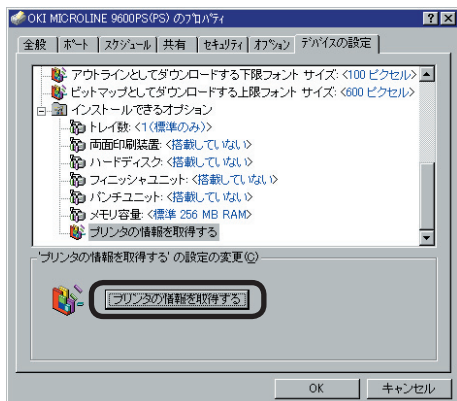 OKI MICROLINE 9600PS(PS) のプロパティ
全般 ポート スケジュール 共有 セキュリティ オプション デバイスの設定
アウトラインとしてダウンロードする下限フォント サイズ: <100 ピクセル>
ビットマップとしてダウンロードする上限フォント サイズ: <600 ピクセル>
インストールできるオプション
トレイ数: <1(標準のみ)>
両面印刷装置: <搭載していない>
ハードディスク: <搭載していない>
フィニッシャユニット: <搭載していない>
パンチユニット: <搭載していない>
メモリ容量: <標準 256 MB RAM>
プリンタの情報を取得する
'プリンタの情報を取得する' の設定の変更(C)
プリンタの情報を取得する
OK キャンセル